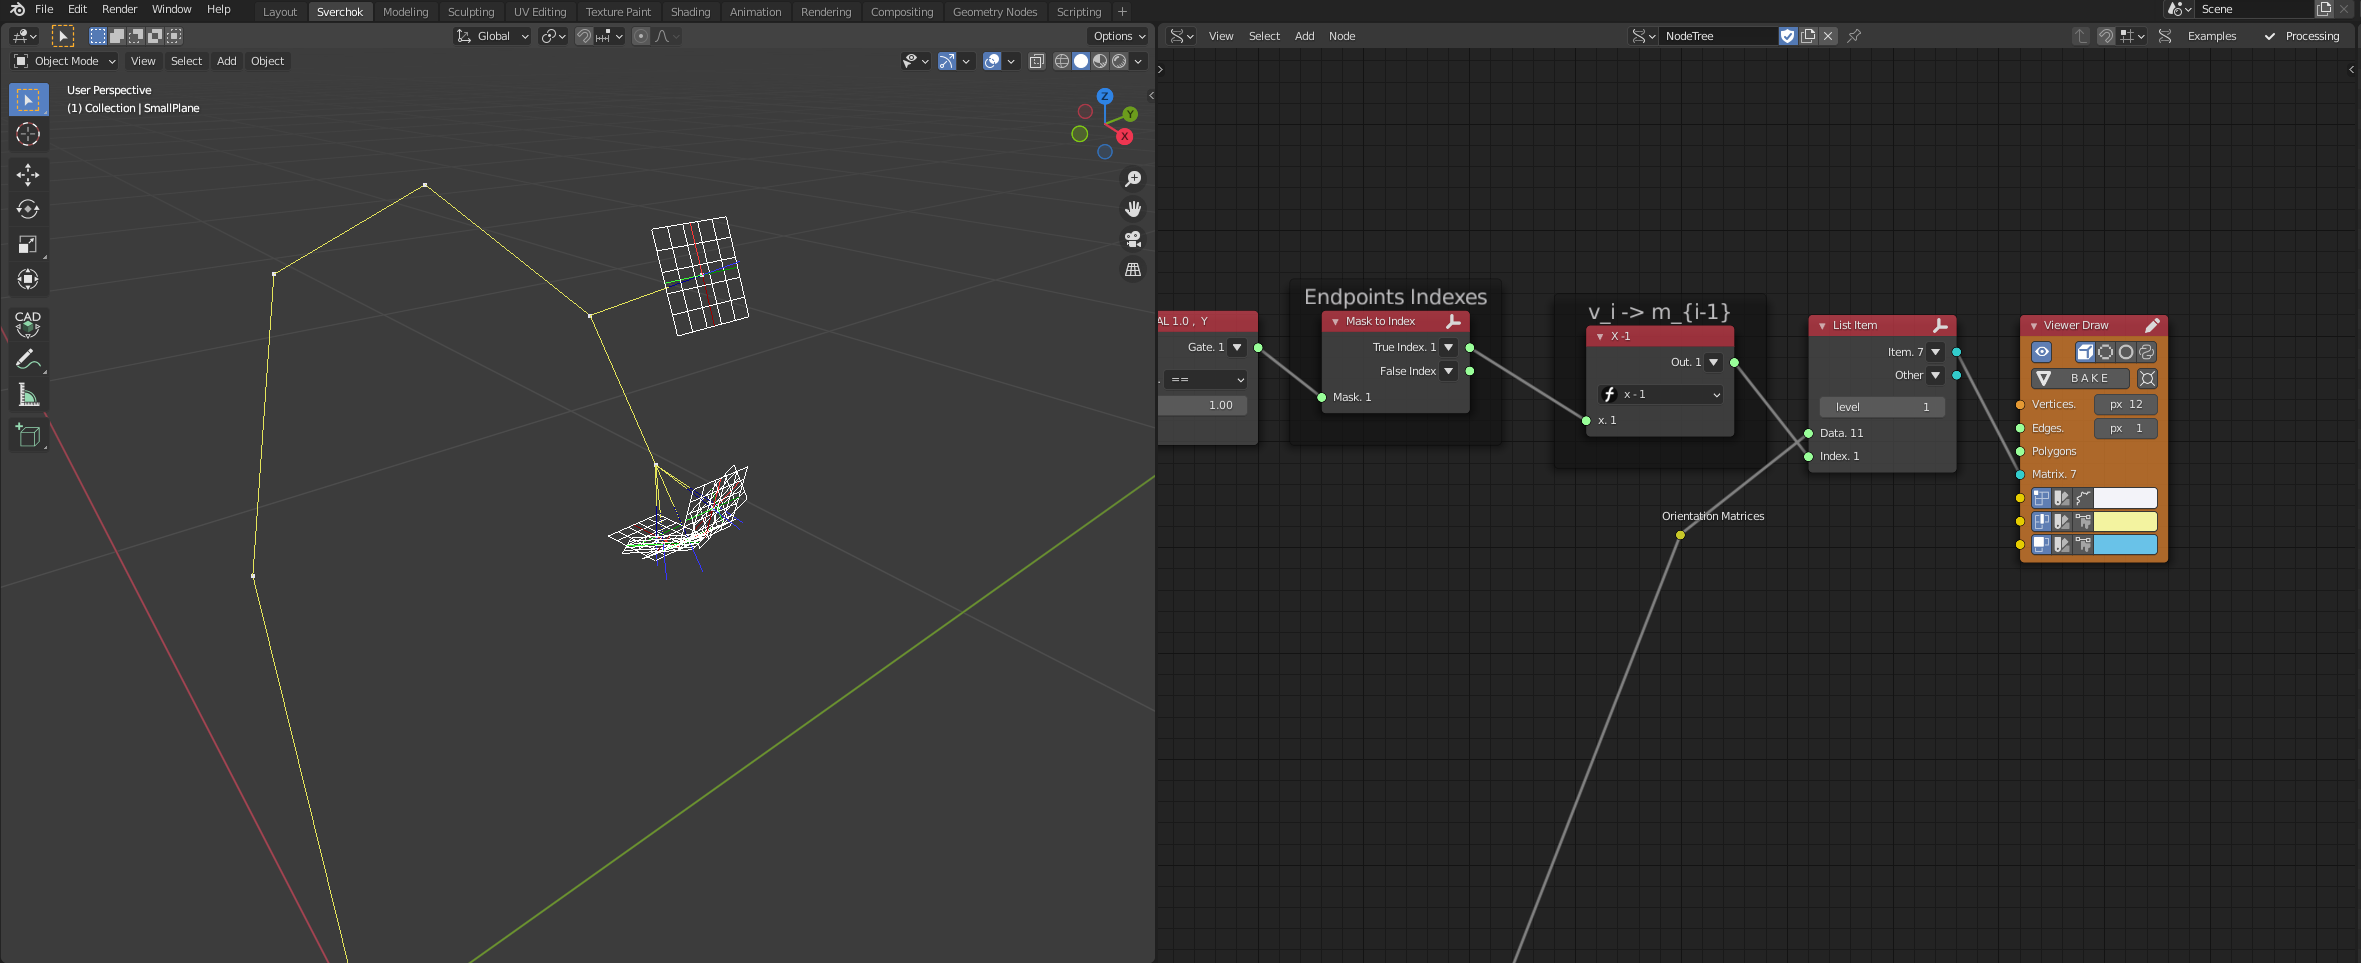 File Edit Render Window Help Layout Sverchok Modeling Sculpting UV Editing Texture Paint Shading Animation Rendering Compositing Geometry Nodes Scripting + Scene
Global Options View Select Add Node NodeTree Examples Processing
Object Mode View Select Add Object
User Perspective
(1) Collection | SmallPlane
Z
Y
X
CAD
Endpoints Indexes
v_i -> m_{i-1}
AL 1.0 , Y
Gate. 1
==
1.00
Mask to Index
True Index. 1
False Index
Mask. 1
X -1
Out. 1
x - 1
x. 1
List Item
Item. 7
Other
level 1
Data. 11
Index. 1
Orientation Matrices
Viewer Draw
BAKE
Vertices. px 12
Edges. px 1
Polygons
Matrix. 7